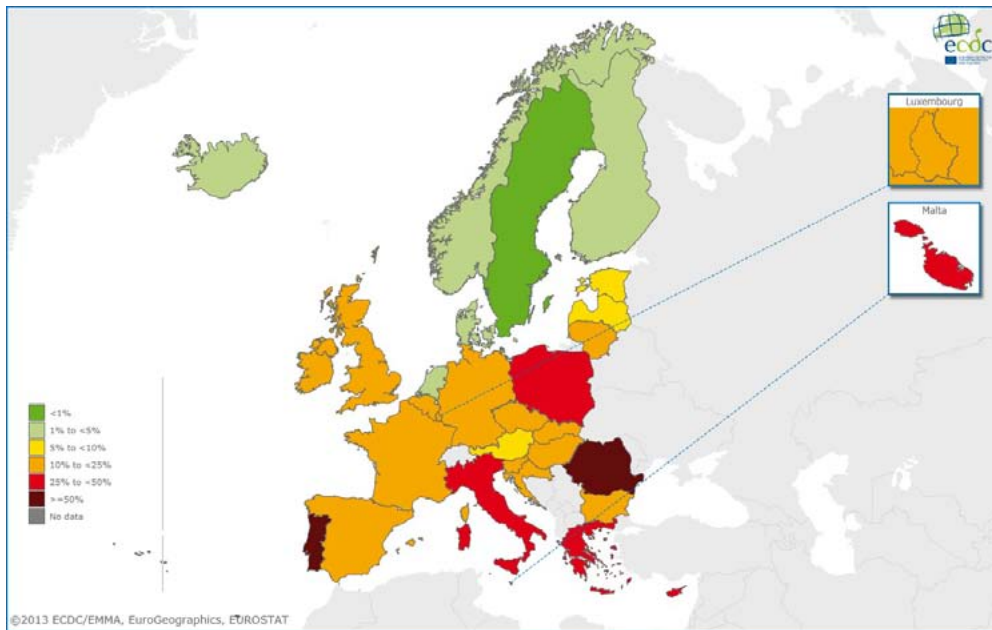 ecdc
Luxembourg
Malta
<1%
1% to <5%
5% to <10%
10% to <25%
25% to <50%
>=50%
No data
©2013 ECDC/EMMA, EuroGeographics, EUROSTAT